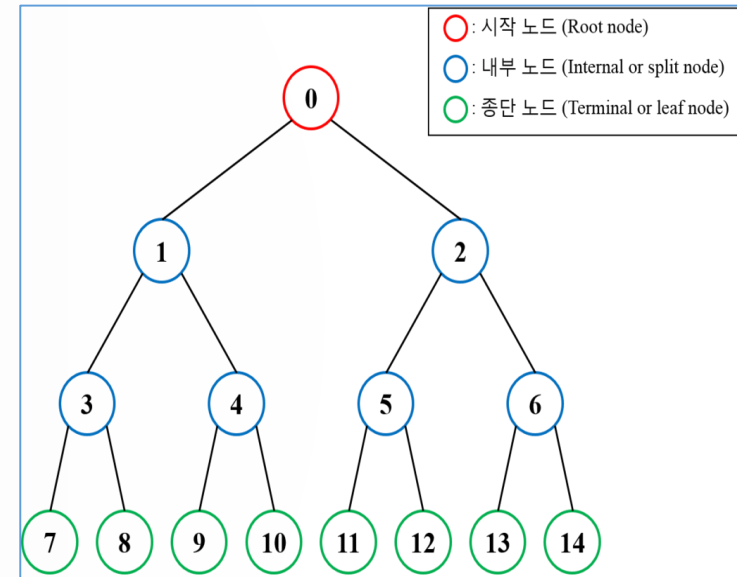 : 시작 노드 (Root node)
: 내부 노드 (Internal or split node)
: 종단 노드 (Terminal or leaf node)
0
1 2
3 4 5 6
7 8 9 10 11 12 13 14